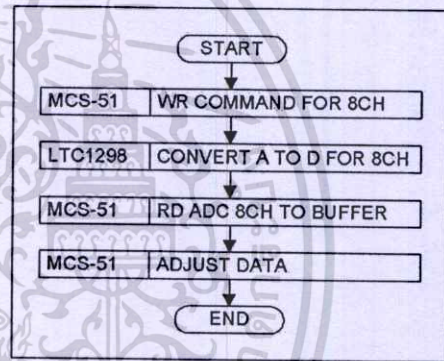 START
MCS-51 WR COMMAND FOR 8CH
LTC1298 CONVERT A TO D FOR 8CH
MCS-51 RD ADC 8CH TO BUFFER
MCS-51 ADJUST DATA
END